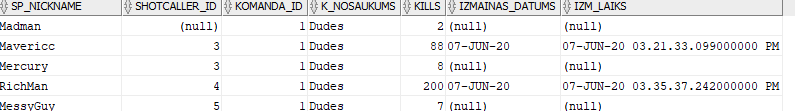 SP_NICKNAME SHOTCALLER_ID KOMANDA_ID K_NOSAUKUMS KILLS IZMAINAS_DATUMS IZM_LAIKS
Madman (null) 1 Dudes 2 (null) (null)
Mavericc 3 1 Dudes 88 07-JUN-20 07-JUN-20 03.21.33.099000000 PM
Mercury 3 1 Dudes 8 (null) (null)
RichMan 4 1 Dudes 200 07-JUN-20 07-JUN-20 03.35.37.242000000 PM
MessyGuy 5 1 Dudes 7 (null) (null)